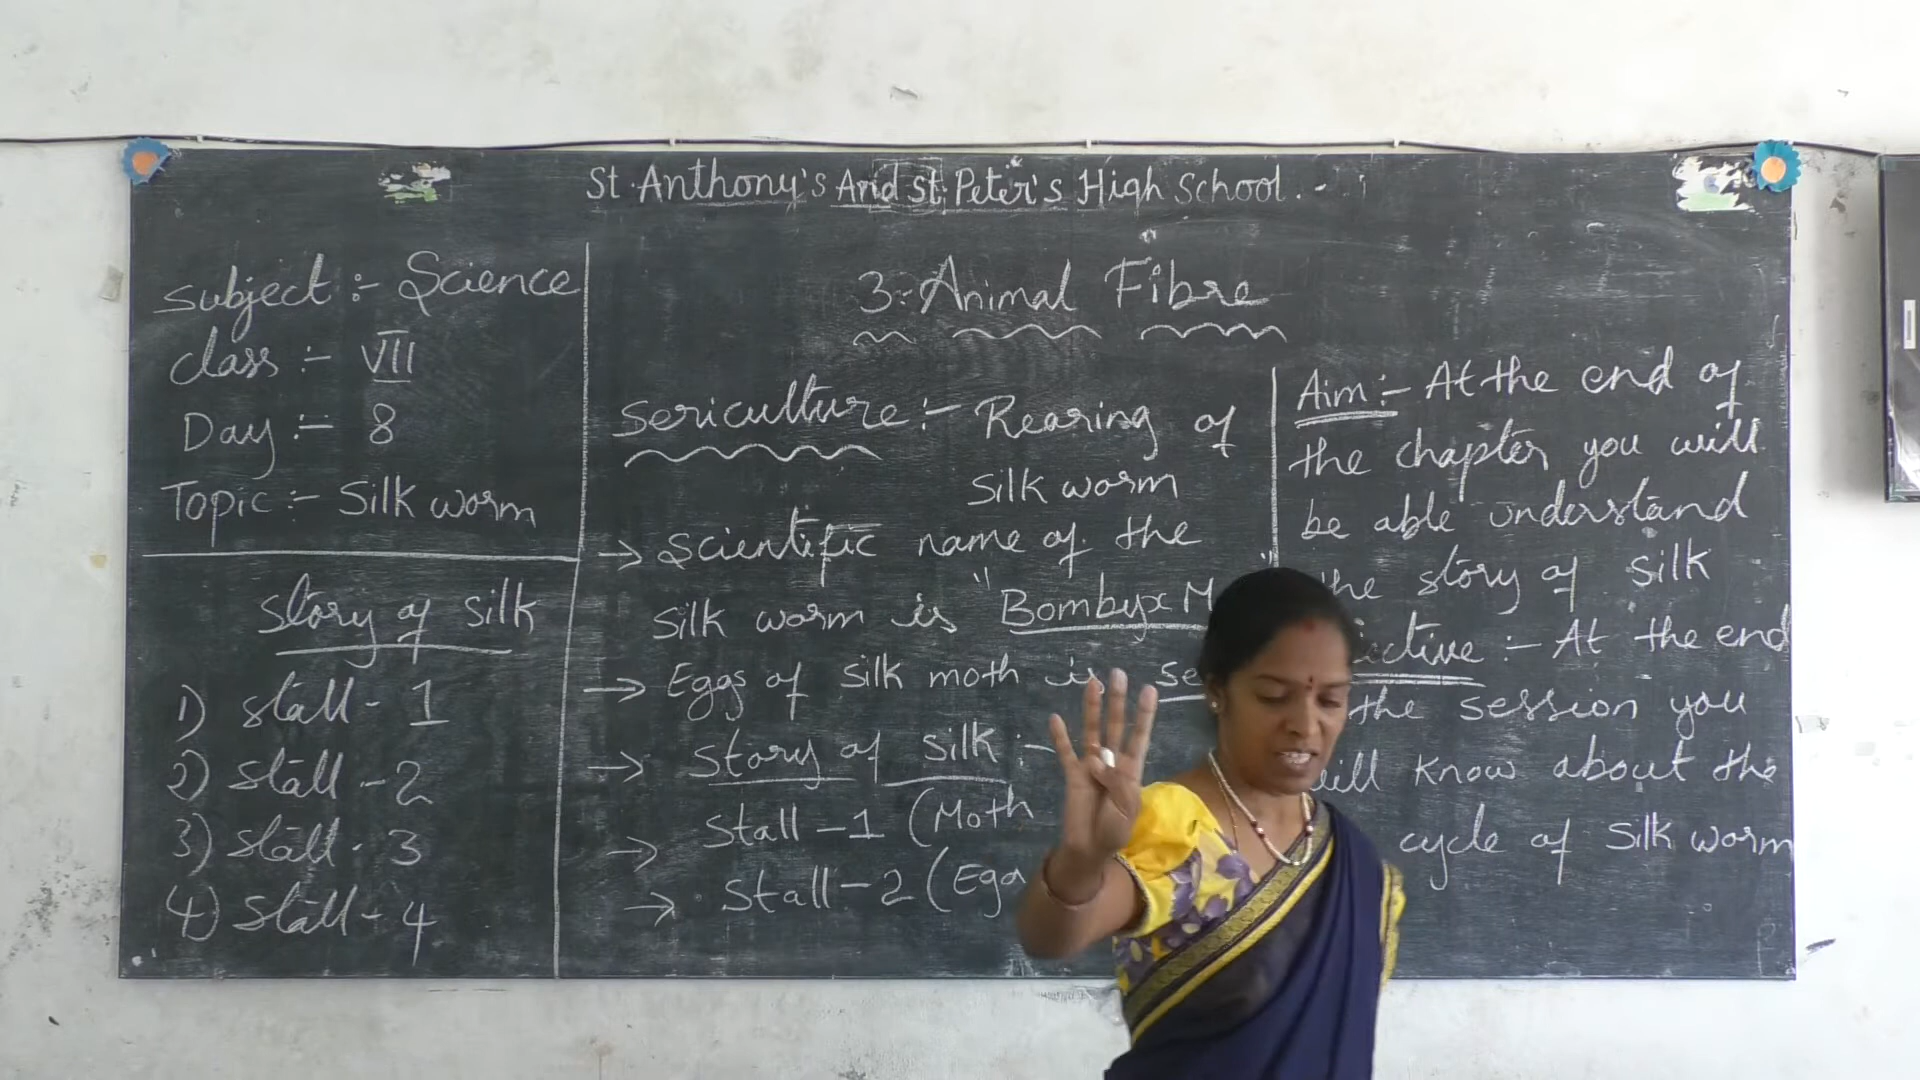 St. Anthony's And St. Peter's High School.
Subject :- Science
class :- VII
Day :- 8
Topic :- Silk worm
Story of silk
1) Stall - 1
2) Stall - 2
3) Stall - 3
4) Stall - 4
3. Animal Fibre
Sericulture :- Rearing of
Silk worm
→ Scientific name of the
Silk worm is "Bombyx M
→ Eggs of silk moth is se
→ Story of silk :-
→ Stall - 1 (Moth
→ Stall - 2 (Egg
Aim :- At the end of
the chapter you will
be able understand
the story of silk
ective :- At the end
the session you
will know about the
cycle of Silk worm